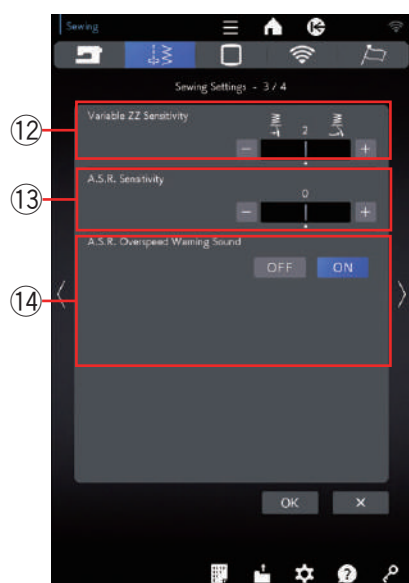 Sewing
Sewing Settings - 3 / 4
⑫
Variable ZZ Sensitivity
2
− +
⑬
A.S.R. Sensitivity
0
− +
⑭
A.S.R. Overspeed Warning Sound
OFF ON
OK ×
?